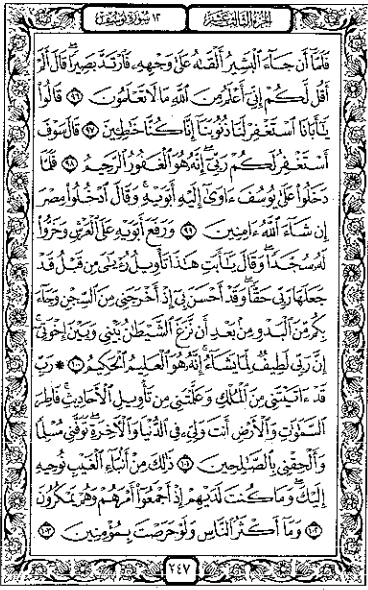 الجزء الثالث عشر
١٢ سورة يوسف
فَلَمَّآ أَن جَآءَ ٱلْبَشِيرُ أَلْقَىٰهُ عَلَىٰ وَجْهِهِۦ فَٱرْتَدَّ بَصِيرًا ۖ قَالَ أَلَمْ
أَقُل لَّكُمْ إِنِّىٓ أَعْلَمُ مِنَ ٱللَّهِ مَا لَا تَعْلَمُونَ ٩٦ قَالُوا۟
يَـٰٓأَبَانَا ٱسْتَغْفِرْ لَنَا ذُنُوبَنَآ إِنَّا كُنَّا خَـٰطِـِٔينَ ٩٧ قَالَ سَوْفَ
أَسْتَغْفِرُ لَكُمْ رَبِّىٓ ۖ إِنَّهُۥ هُوَ ٱلْغَفُورُ ٱلرَّحِيمُ ٩٨ فَلَمَّا
دَخَلُوا۟ عَلَىٰ يُوسُفَ ءَاوَىٰٓ إِلَيْهِ أَبَوَيْهِ وَقَالَ ٱدْخُلُوا۟ مِصْرَ
إِن شَآءَ ٱللَّهُ ءَامِنِينَ ٩٩ وَرَفَعَ أَبَوَيْهِ عَلَى ٱلْعَرْشِ وَخَرُّوا۟
لَهُۥ سُجَّدًا ۖ وَقَالَ يَـٰٓأَبَتِ هَـٰذَا تَأْوِيلُ رُءْيَـٰىَ مِن قَبْلُ قَدْ
جَعَلَهَا رَبِّى حَقًّا ۖ وَقَدْ أَحْسَنَ بِىٓ إِذْ أَخْرَجَنِى مِنَ ٱلسِّجْنِ وَجَآءَ
بِكُم مِّنَ ٱلْبَدْوِ مِنۢ بَعْدِ أَن نَّزَغَ ٱلشَّيْطَـٰنُ بَيْنِى وَبَيْنَ إِخْوَتِىٓ ۚ
إِنَّ رَبِّى لَطِيفٌ لِّمَا يَشَآءُ ۚ إِنَّهُۥ هُوَ ٱلْعَلِيمُ ٱلْحَكِيمُ ١٠٠ * رَبِّ
قَدْ ءَاتَيْتَنِى مِنَ ٱلْمُلْكِ وَعَلَّمْتَنِى مِن تَأْوِيلِ ٱلْأَحَادِيثِ ۚ فَاطِرَ
ٱلسَّمَـٰوَٰتِ وَٱلْأَرْضِ أَنتَ وَلِىِّۦ فِى ٱلدُّنْيَا وَٱلْـَٔاخِرَةِ ۖ تَوَفَّنِى مُسْلِمًا
وَأَلْحِقْنِى بِٱلصَّـٰلِحِينَ ١٠١ ذَٰلِكَ مِنْ أَنۢبَآءِ ٱلْغَيْبِ نُوحِيهِ
إِلَيْكَ ۖ وَمَا كُنتَ لَدَيْهِمْ إِذْ أَجْمَعُوٓا۟ أَمْرَهُمْ وَهُمْ يَمْكُرُونَ
١٠٢ وَمَآ أَكْثَرُ ٱلنَّاسِ وَلَوْ حَرَصْتَ بِمُؤْمِنِينَ ١٠٣
٢٤٧